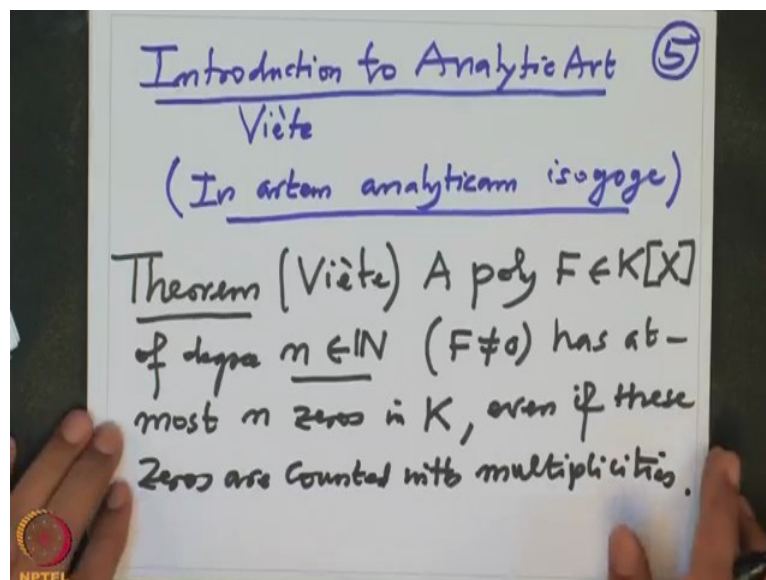 Introduction to Analytic Art ⑤
Viète
(In artem analyticam isogoge)
Theorem (Viète) A poly F∈K[X]
of degree n ∈ ℕ (F≠0) has at-
most n zeros in K, even if these
zeros are counted with multiplicities.
NPTEL